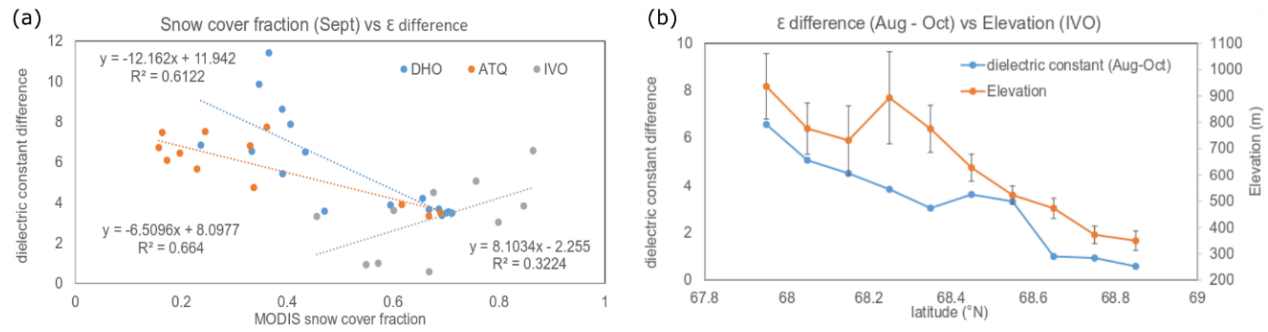 (a)
Snow cover fraction (Sept) vs ε difference
12
10
8
6
4
2
0
dielectric constant difference
y = -12.162x + 11.942
R² = 0.6122
DHO ATQ IVO
y = -6.5096x + 8.0977
R² = 0.664
y = 8.1034x - 2.255
R² = 0.3224
0 0.2 0.4 0.6 0.8 1
MODIS snow cover fraction
(b)
ε difference (Aug - Oct) vs Elevation (IVO)
10
8
6
4
2
0
dielectric constant difference
dielectric constant (Aug-Oct)
Elevation
1100
1000
900
800
700
600
500
400
300
200
Elevation (m)
67.8 68 68.2 68.4 68.6 68.8 69
latitude (°N)